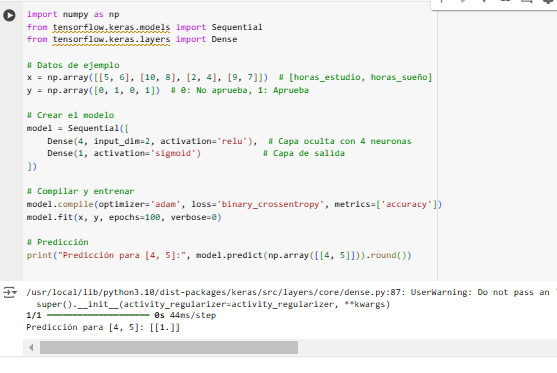 import numpy as np
from tensorflow.keras.models import Sequential
from tensorflow.keras.layers import Dense
# Datos de ejemplo
x = np.array([[5, 6], [10, 8], [2, 4], [9, 7]])  # [horas_estudio, horas_sueño]
y = np.array([0, 1, 0, 1])  # 0: No aprueba, 1: Aprueba
# Crear el modelo
model = Sequential([
    Dense(4, input_dim=2, activation='relu'),  # Capa oculta con 4 neuronas
    Dense(1, activation='sigmoid')            # Capa de salida
])
# Compilar y entrenar
model.compile(optimizer='adam', loss='binary_crossentropy', metrics=['accuracy'])
model.fit(x, y, epochs=100, verbose=0)
# Predicción
print("Predicción para [4, 5]:", model.predict(np.array([[4, 5]])).round())
/usr/local/lib/python3.10/dist-packages/keras/src/layers/core/dense.py:87: UserWarning: Do not pass an `
  super().__init__(activity_regularizer=activity_regularizer, **kwargs)
1/1 ━━━━━━━━━━━━━━━━━━━━ 0s 44ms/step
Predicción para [4, 5]: [[1.]]